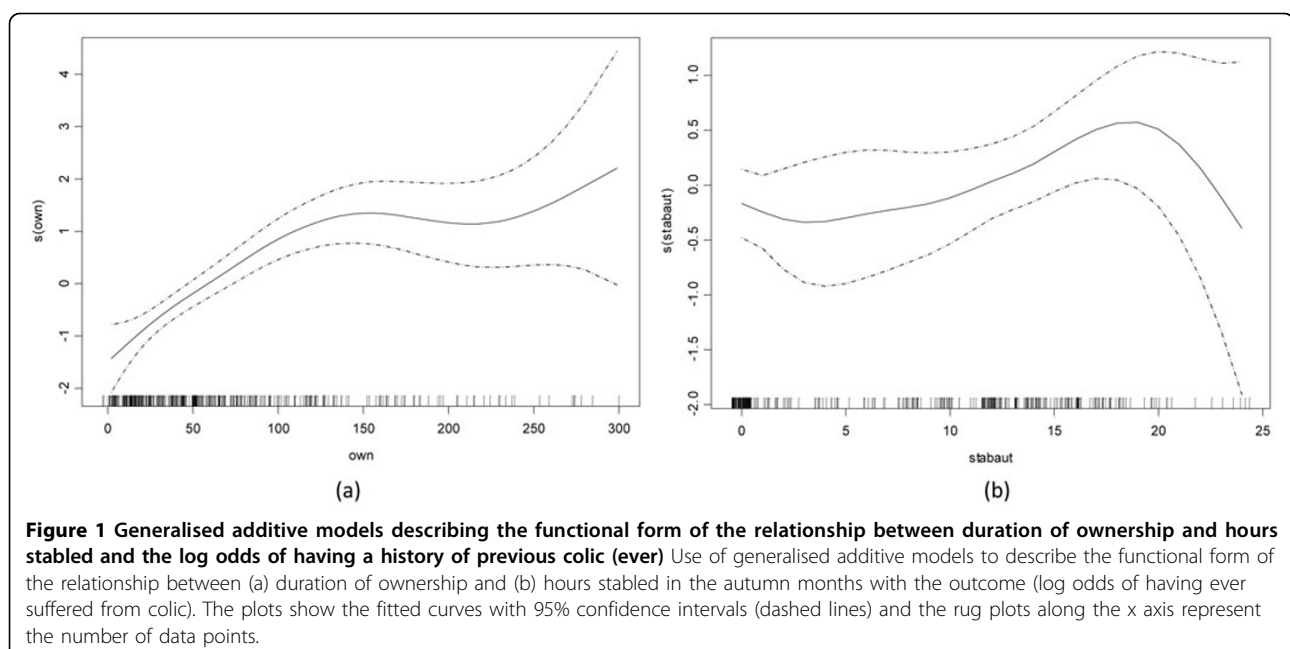 (a)
s(own)
4
3
2
1
0
-1
-2
0 50 100 150 200 250 300
own
(b)
s(stabaut)
1.0
0.5
0.0
-0.5
-1.0
-1.5
-2.0
0 5 10 15 20 25
stabaut
Figure 1 Generalised additive models describing the functional form of the relationship between duration of ownership and hours
stabled and the log odds of having a history of previous colic (ever) Use of generalised additive models to describe the functional form of
the relationship between (a) duration of ownership and (b) hours stabled in the autumn months with the outcome (log odds of having ever
suffered from colic). The plots show the fitted curves with 95% confidence intervals (dashed lines) and the rug plots along the x axis represent
the number of data points.